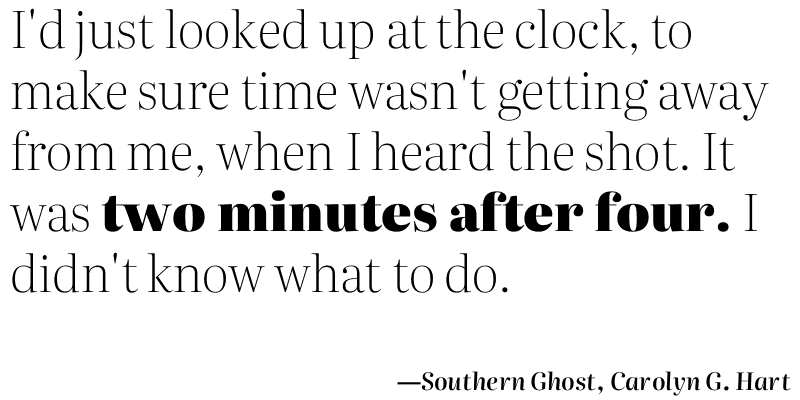 I'd just looked up at the clock, to
make sure time wasn't getting away
from me, when I heard the shot. It
was two minutes after four. I
didn't know what to do.
—Southern Ghost, Carolyn G. Hart